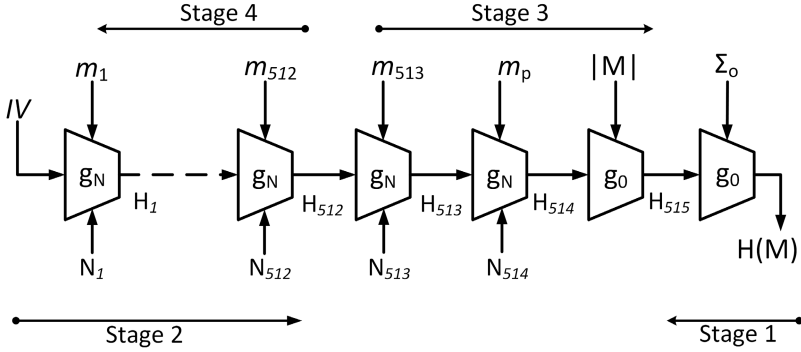 Stage 4 Stage 3
m1 m512 m513 mp |M| Σo
IV
gN gN gN gN g0 g0
H1 H512 H513 H514 H515
N1 N512 N513 N514 H(M)
Stage 2 Stage 1